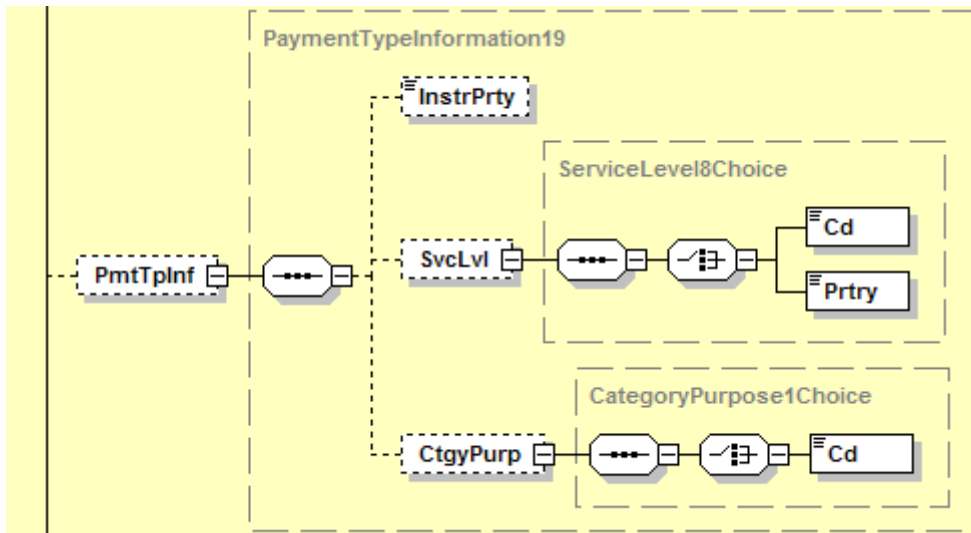 PaymentTypeInformation19
InstrPrty
ServiceLevel8Choice
Cd
PmtTpInf
SvcLvl
Prtry
CategoryPurpose1Choice
CtgyPurp
Cd